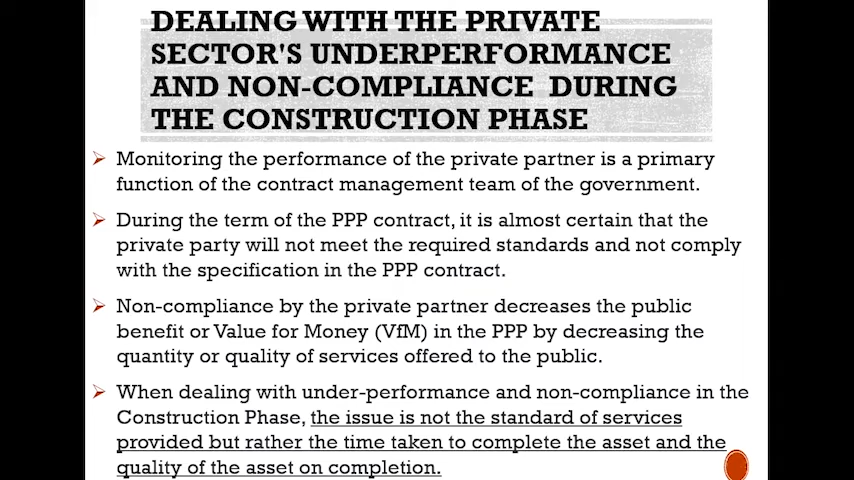 DEALING WITH THE PRIVATE
SECTOR'S UNDERPERFORMANCE
AND NON-COMPLIANCE DURING
THE CONSTRUCTION PHASE
Monitoring the performance of the private partner is a primary
function of the contract management team of the government.
During the term of the PPP contract, it is almost certain that the
private party will not meet the required standards and not comply
with the specification in the PPP contract.
Non-compliance by the private partner decreases the public
benefit or Value for Money (VfM) in the PPP by decreasing the
quantity or quality of services offered to the public.
When dealing with under-performance and non-compliance in the
Construction Phase, the issue is not the standard of services
provided but rather the time taken to complete the asset and the
quality of the asset on completion.